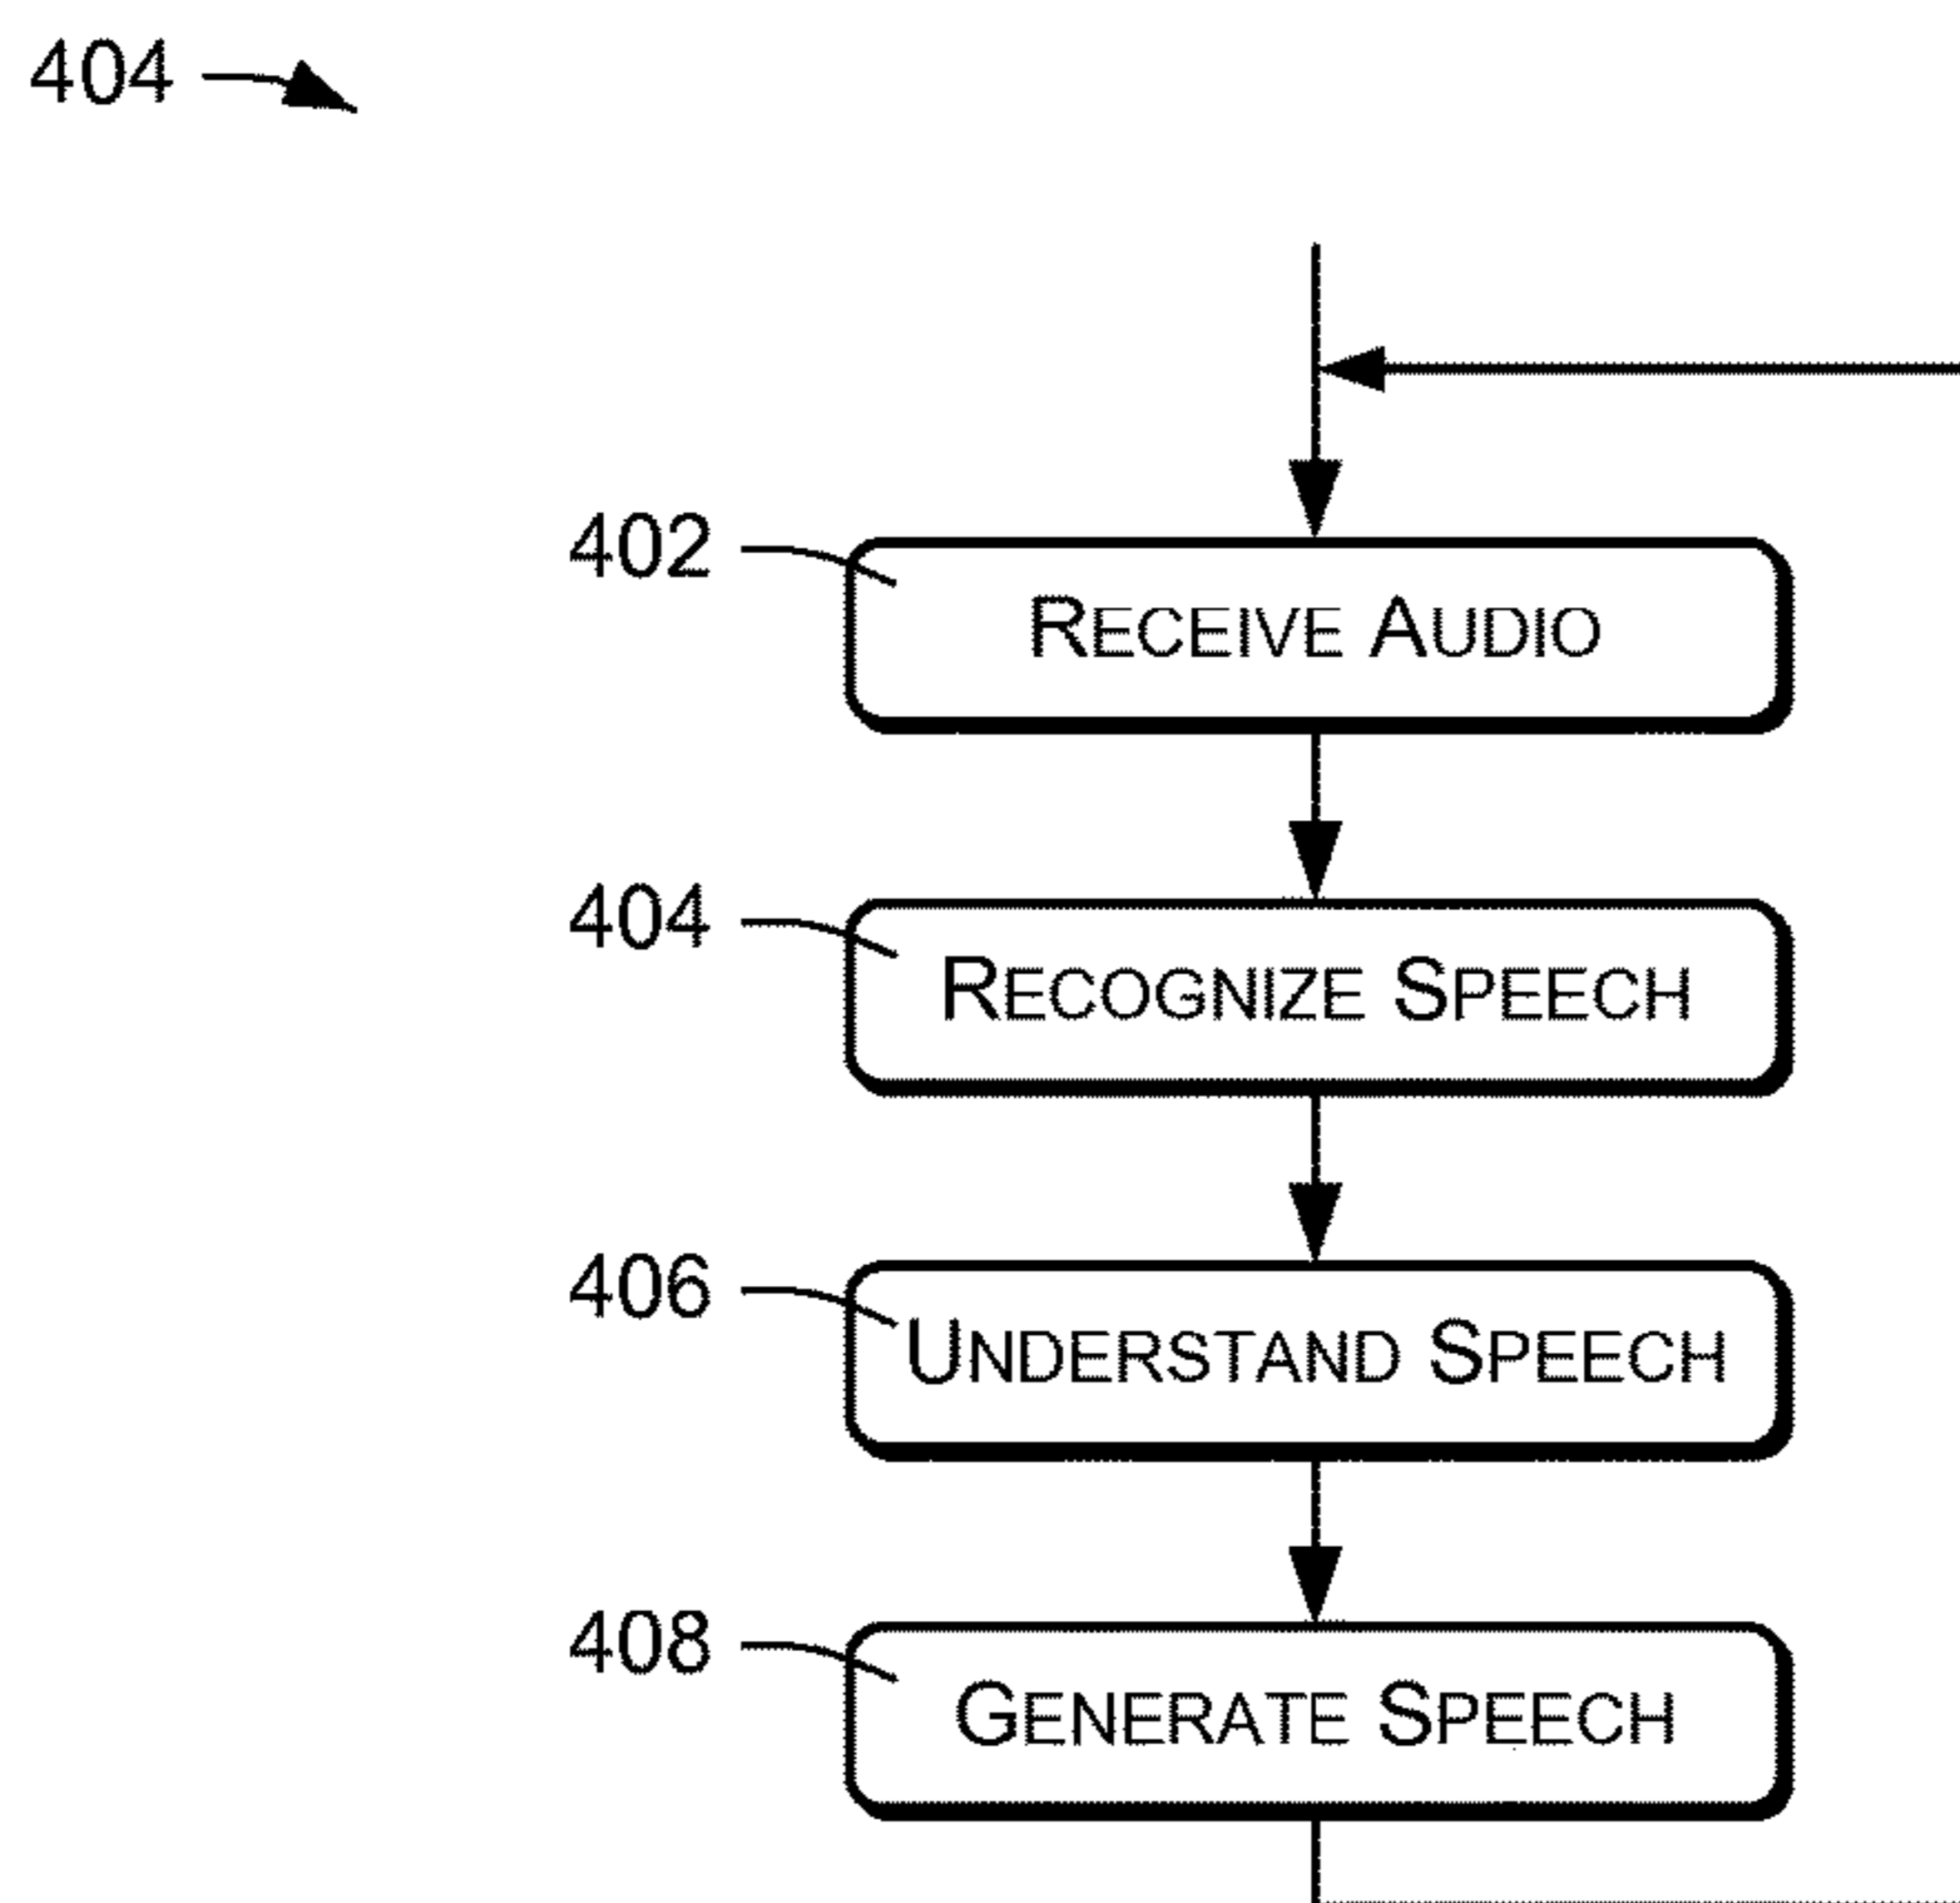 404
402
RECEIVE AUDIO
404
RECOGNIZE SPEECH
406
UNDERSTAND SPEECH
408
GENERATE SPEECH